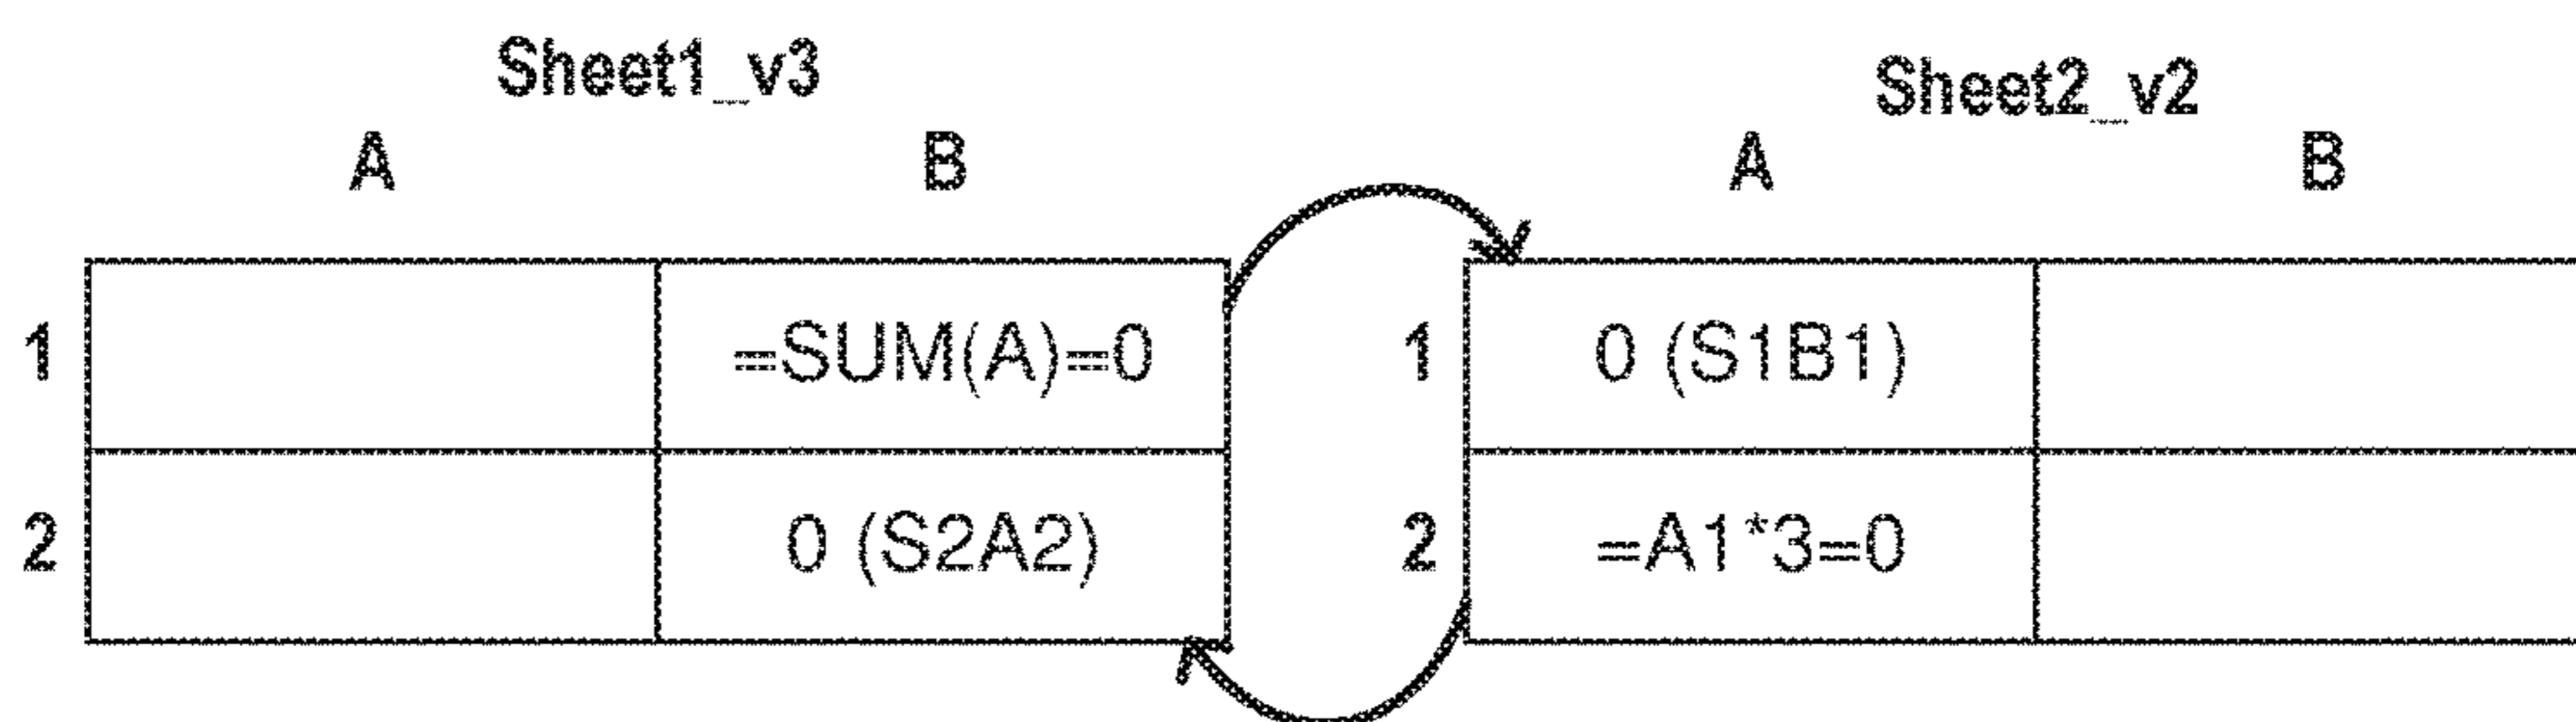 Sheet1_v3 Sheet2_v2
A B A B
1 =SUM(A)=0 1 0 (S1B1)
2 0 (S2A2) 2 =A1*3=0